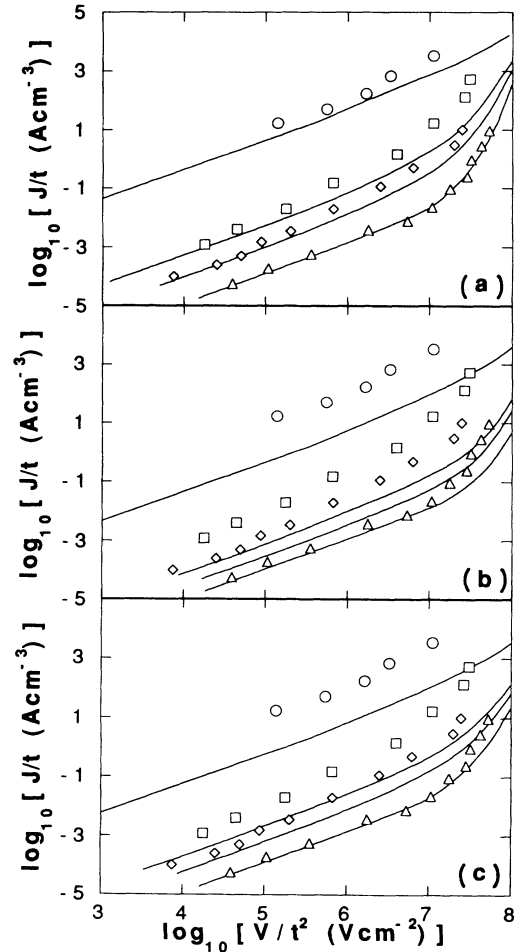 5
3
1
-1
-3
-5
log₁₀ [ J/t (Acm⁻³) ]
(a)
3
1
-1
-3
-5
log₁₀ [ J/t (Acm⁻³) ]
(b)
3
1
-1
-3
-5
log₁₀ [ J/t (Acm⁻³) ]
(c)
3 4 5 6 7 8
log₁₀ [ V/t² (Vcm⁻²) ]